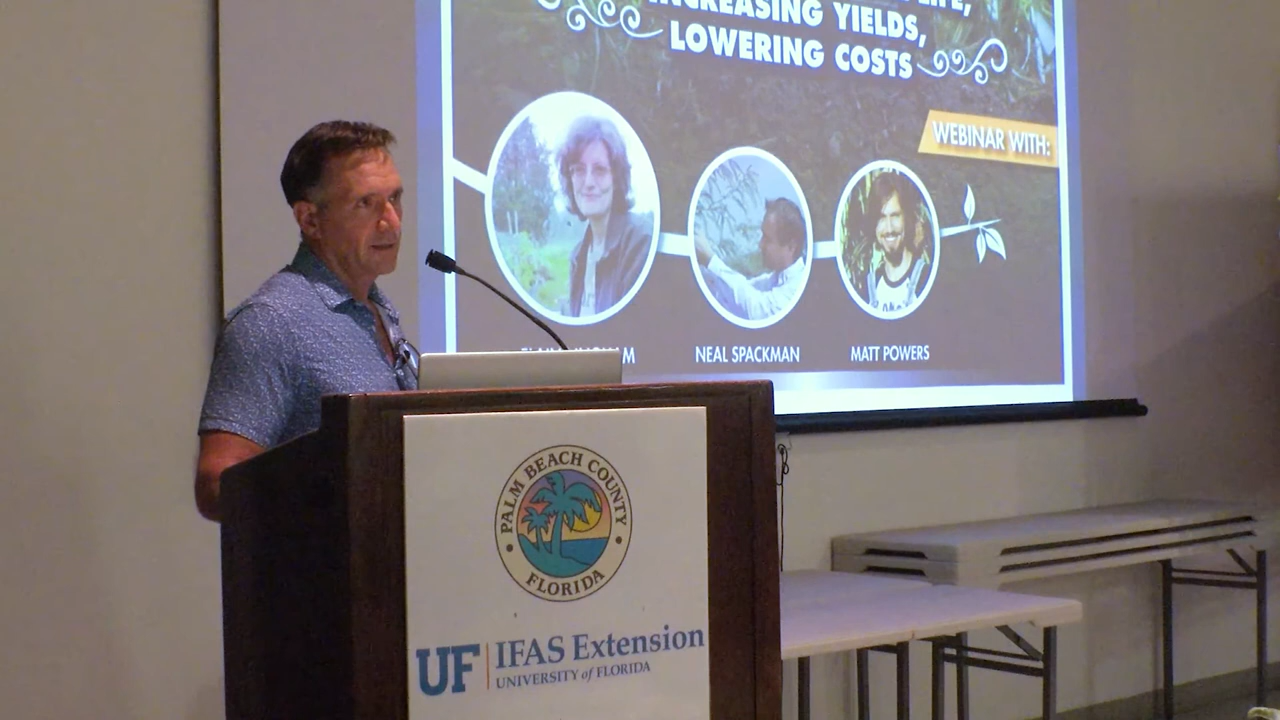 LIFE,
INCREASING YIELDS,
LOWERING COSTS
WEBINAR WITH:
NEAL SPACKMAN
MATT POWERS
PALM BEACH COUNTY
FLORIDA
UF | IFAS Extension
UNIVERSITY of FLORIDA